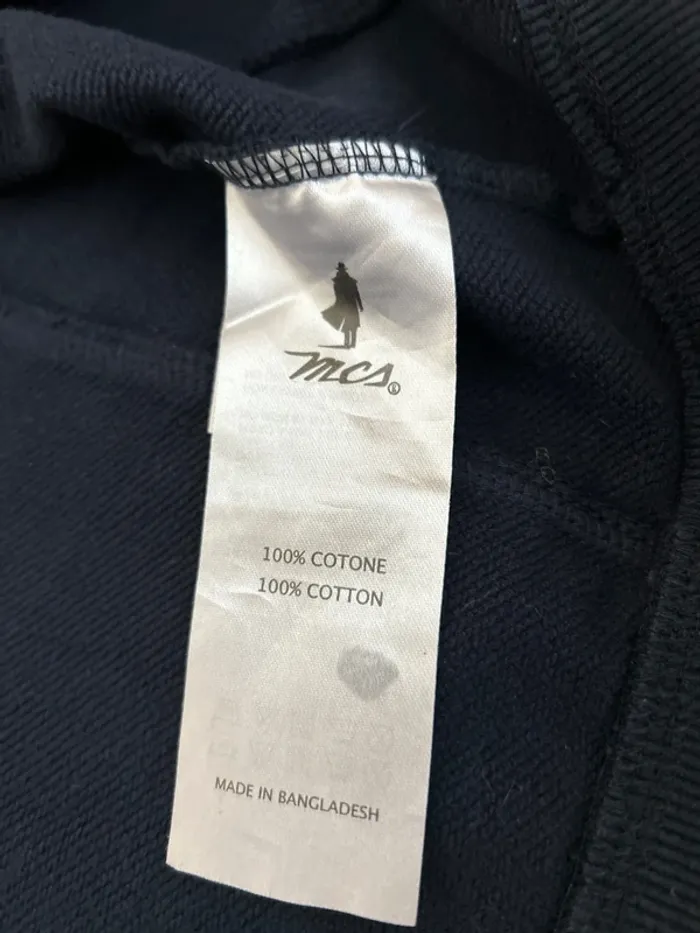 mcs®
100% COTONE
100% COTTON
MADE IN BANGLADESH